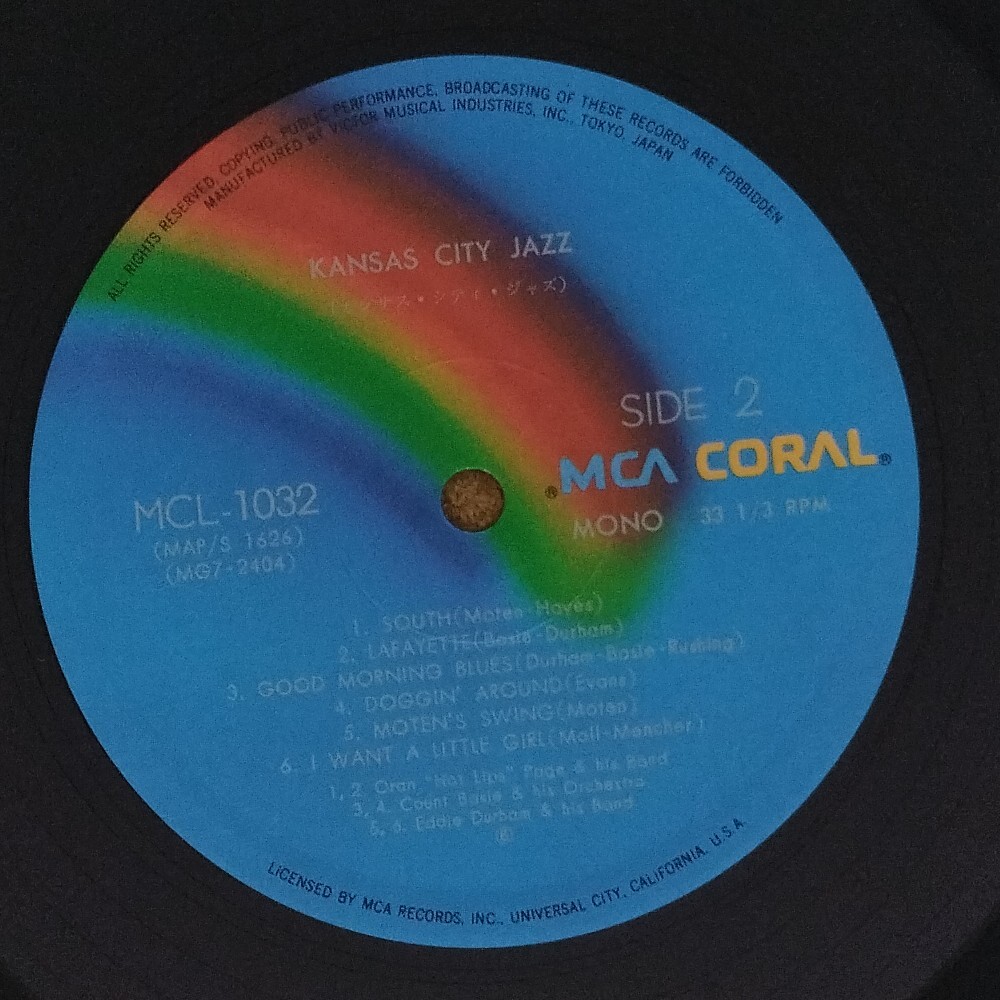 ALL RIGHTS RESERVED. COPYING, PUBLIC PERFORMANCE, BROADCASTING OF THESE RECORDS ARE FORBIDDEN
MANUFACTURED BY VICTOR MUSICAL INDUSTRIES, INC., TOKYO, JAPAN
KANSAS CITY JAZZ
(カンサス・シティ・ジャズ)
SIDE 2
®MCA CORAL®
MONO 33 1/3 RPM
MCL-1032
(MAP/S 1626)
(MG7-2404)
1. SOUTH(Moten-Hayes)
2. LAFAYETTE(Basie-Durham)
3. GOOD MORNING BLUES(Durham-Basie-Rushing)
4. DOGGIN' AROUND(Evans)
5. MOTEN'S SWING(Moten)
6. I WANT A LITTLE GIRL(Moll-Mencher)
1, 2 Oran "Hot Lips" Page & his Band
3, 4. Count Basie & his Orchestra
5, 6. Eddie Durham & his Band
LICENSED BY MCA RECORDS, INC., UNIVERSAL CITY, CALIFORNIA, U.S.A.